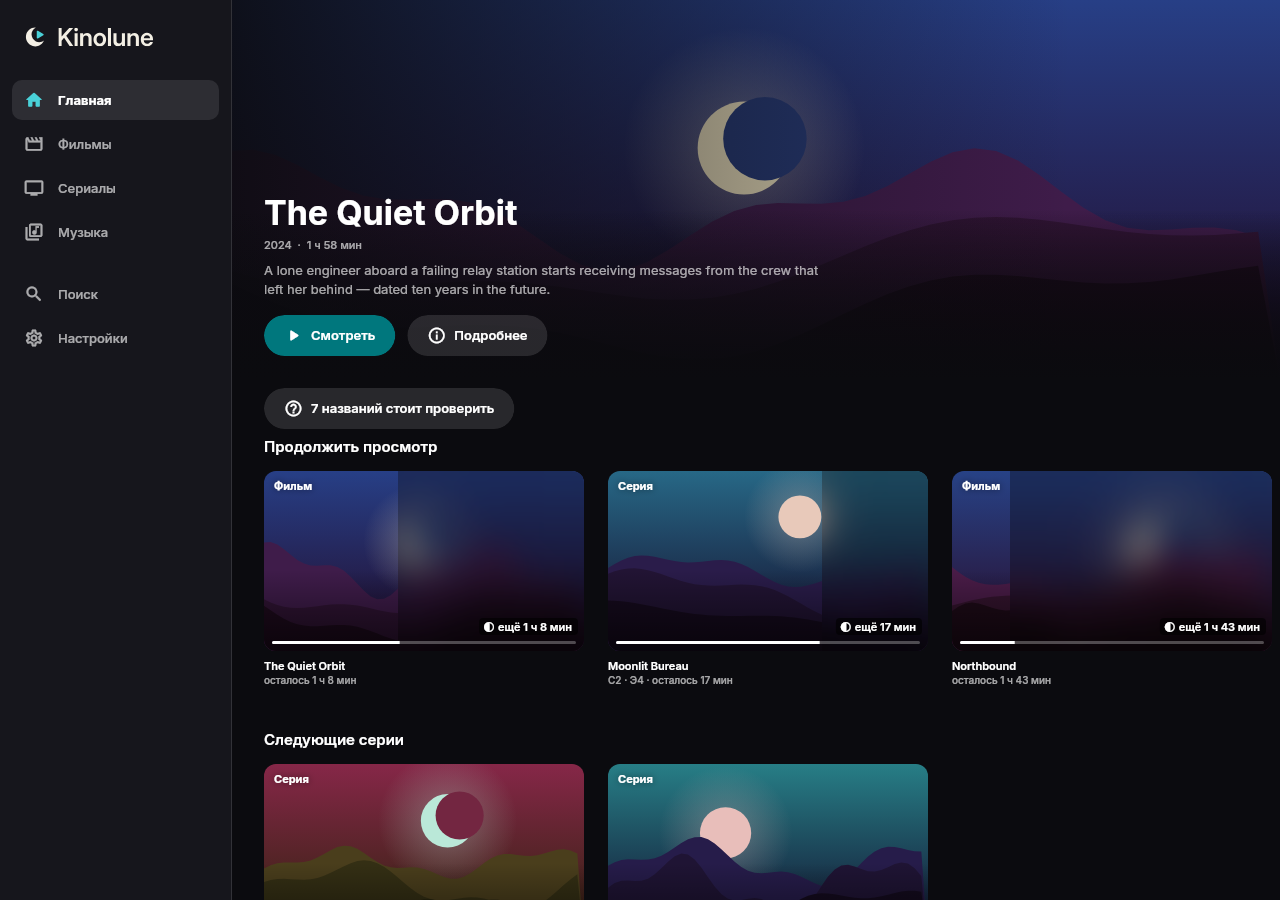 Kinolune
Главная
Фильмы
Сериалы
Музыка
Поиск
Настройки
The Quiet Orbit
2024 · 1 ч 58 мин
A lone engineer aboard a failing relay station starts receiving messages from the crew that
left her behind — dated ten years in the future.
Смотреть
Подробнее
7 названий стоит проверить
Продолжить просмотр
Фильм
ещё 1 ч 8 мин
The Quiet Orbit
осталось 1 ч 8 мин
Серия
ещё 17 мин
Moonlit Bureau
С2 · Э4 · осталось 17 мин
Фильм
ещё 1 ч 43 мин
Northbound
осталось 1 ч 43 мин
Следующие серии
Серия
Серия